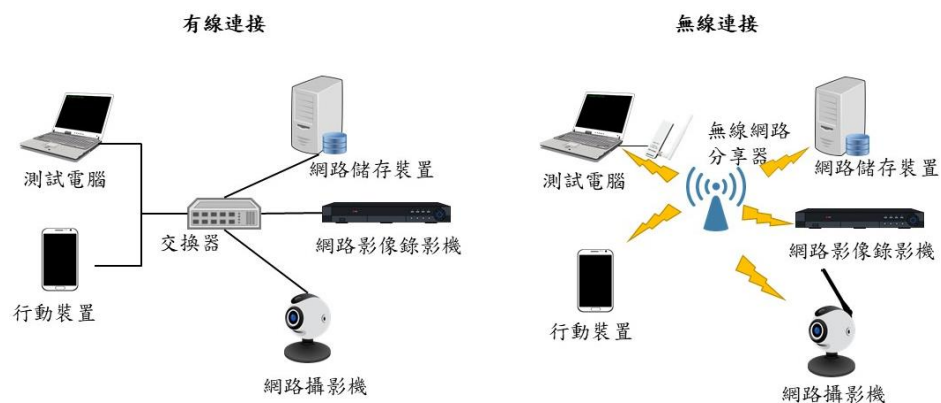 有線連接
測試電腦
網路儲存裝置
交換器
網路影像錄影機
行動裝置
網路攝影機
無線連接
無線網路
分享器
測試電腦
網路儲存裝置
網路影像錄影機
行動裝置
網路攝影機